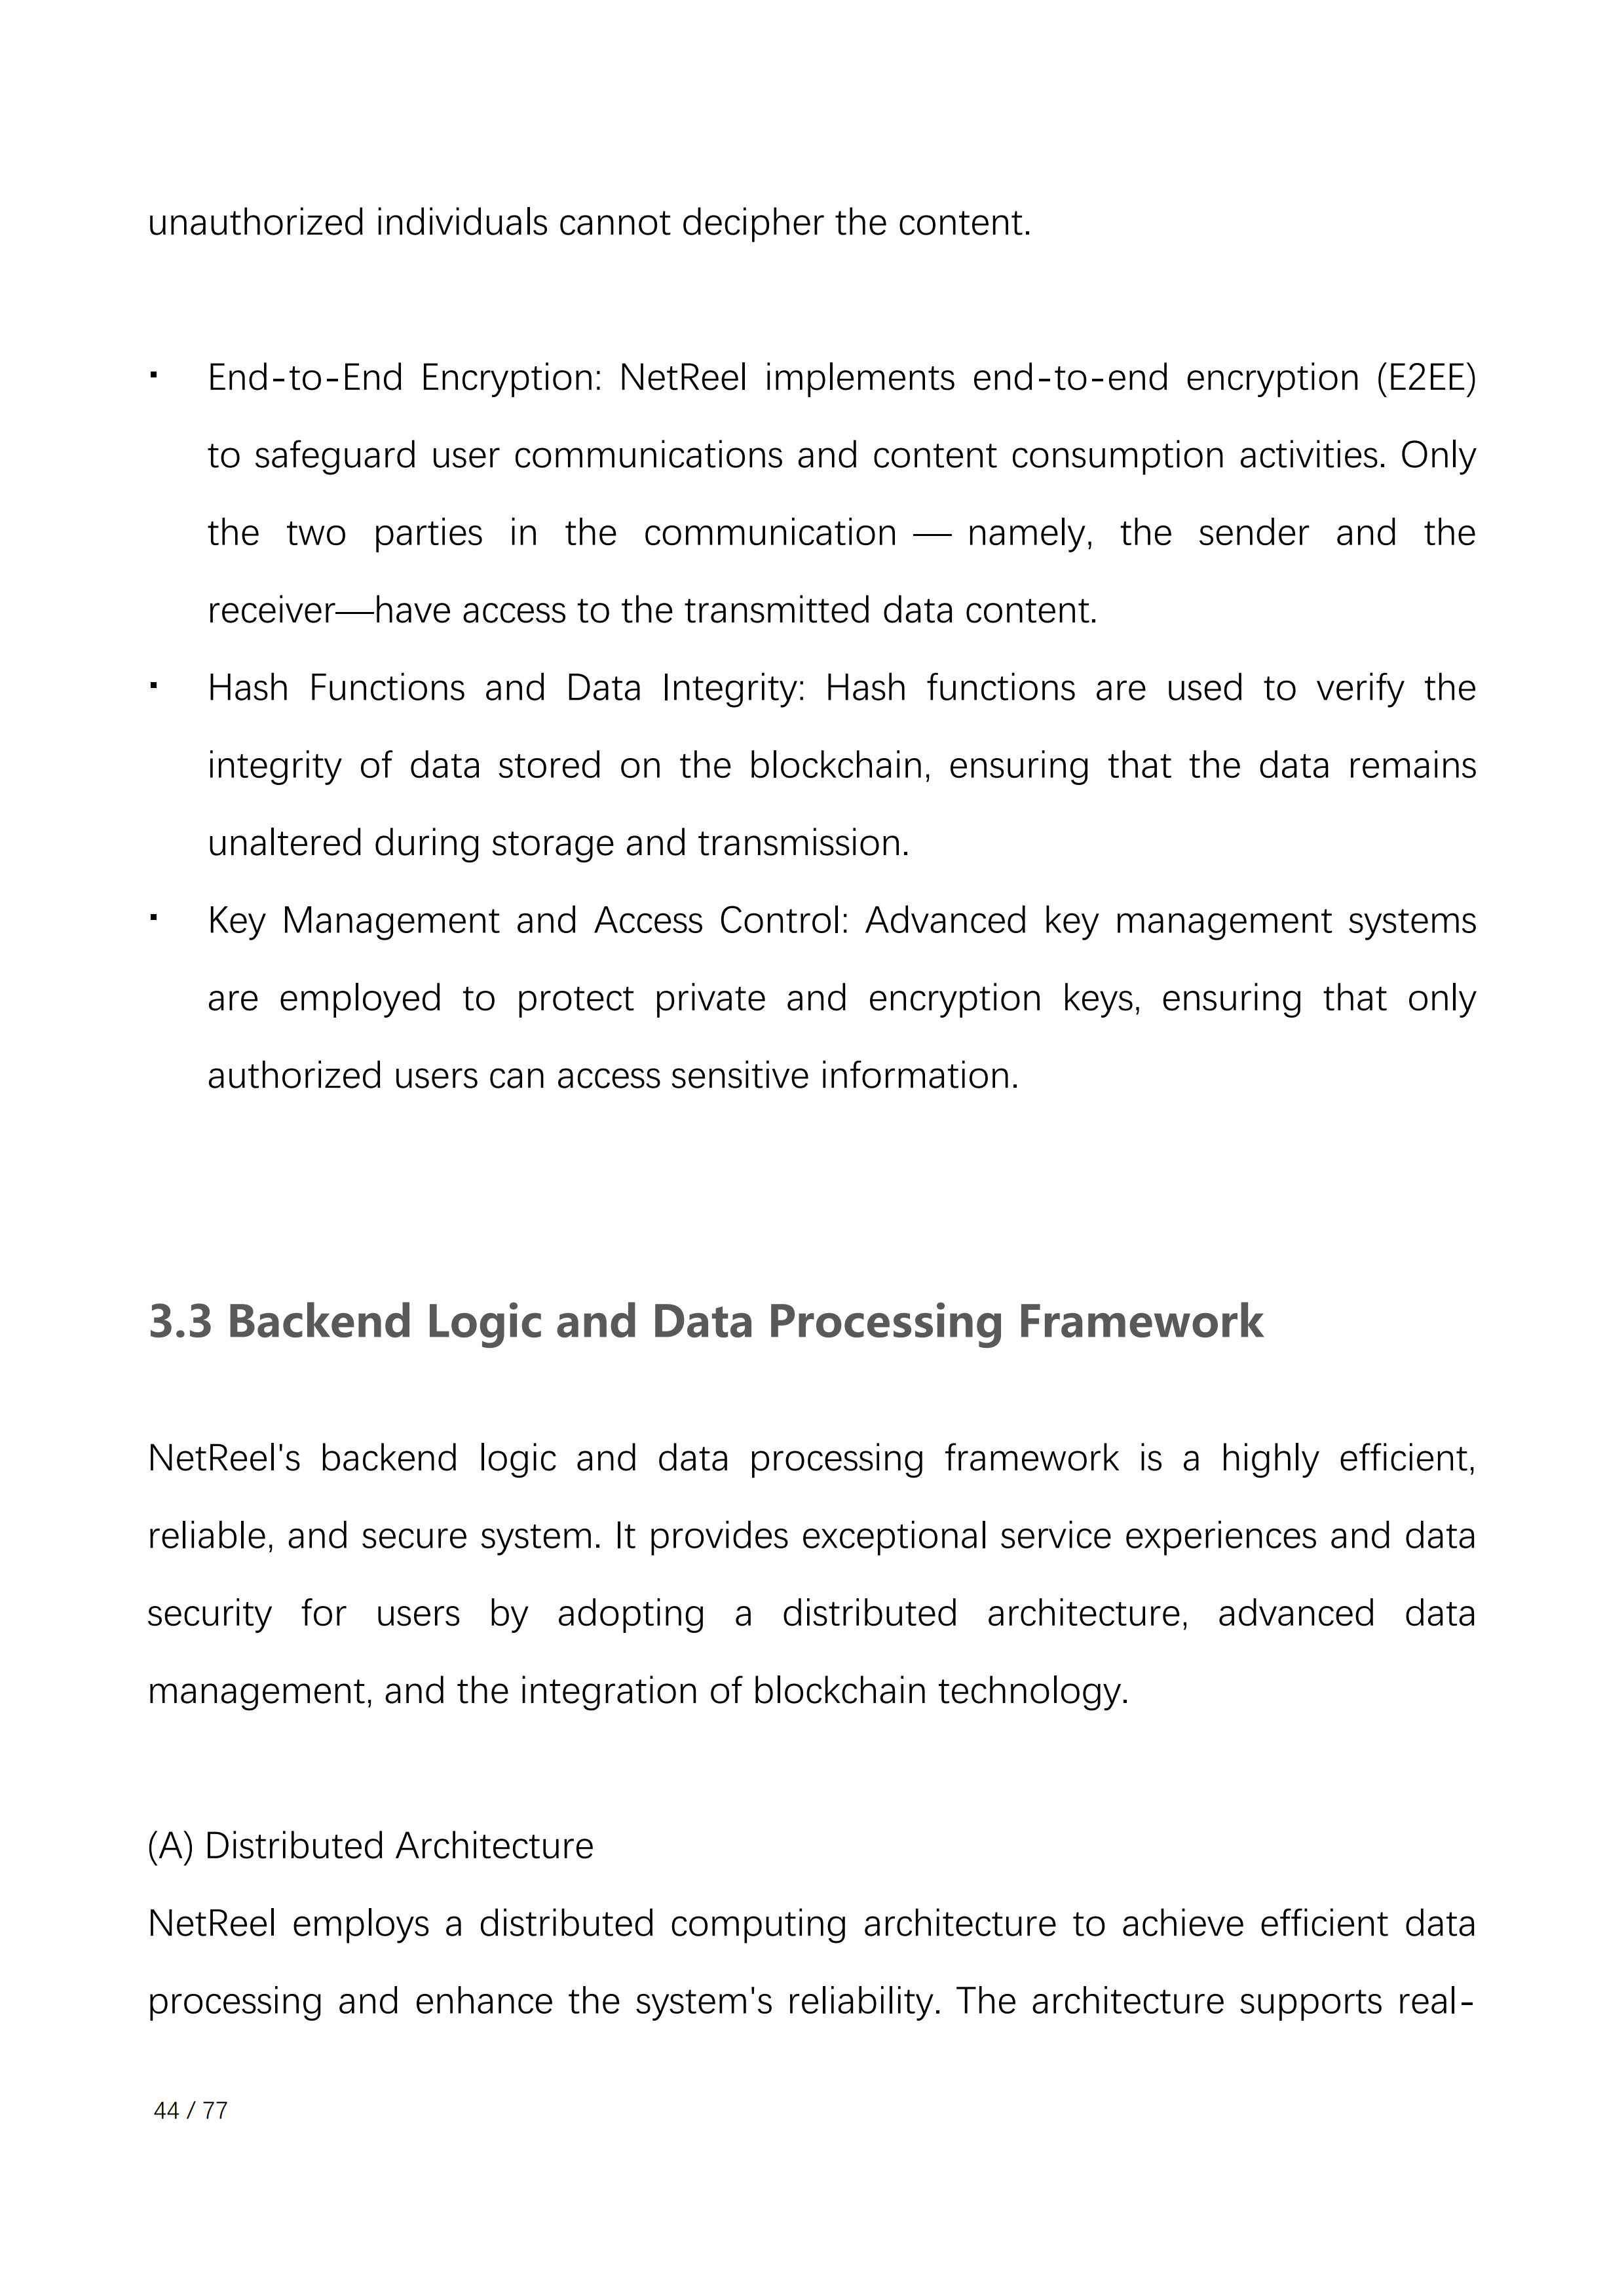 unauthorized individuals cannot decipher the content.
▪ End-to-End Encryption: NetReel implements end-to-end encryption (E2EE)
to safeguard user communications and content consumption activities. Only
the two parties in the communication — namely, the sender and the
receiver—have access to the transmitted data content.
▪ Hash Functions and Data Integrity: Hash functions are used to verify the
integrity of data stored on the blockchain, ensuring that the data remains
unaltered during storage and transmission.
▪ Key Management and Access Control: Advanced key management systems
are employed to protect private and encryption keys, ensuring that only
authorized users can access sensitive information.
3.3 Backend Logic and Data Processing Framework
NetReel's backend logic and data processing framework is a highly efficient,
reliable, and secure system. It provides exceptional service experiences and data
security for users by adopting a distributed architecture, advanced data
management, and the integration of blockchain technology.
(A) Distributed Architecture
NetReel employs a distributed computing architecture to achieve efficient data
processing and enhance the system's reliability. The architecture supports real-
44 / 77